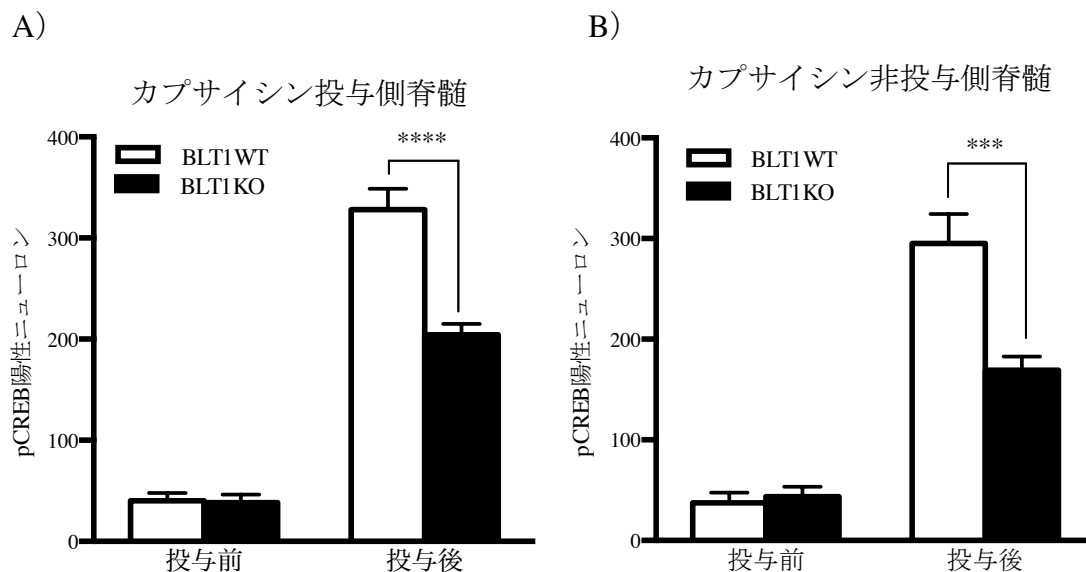 A)
カプサイシン投与側脊髄
pCREB陽性ニューロン
400
300
200
100
0
BLT1WT
BLT1KO
****
投与前
投与後
B)
カプサイシン非投与側脊髄
pCREB陽性ニューロン
400
300
200
100
0
BLT1WT
BLT1KO
***
投与前
投与後